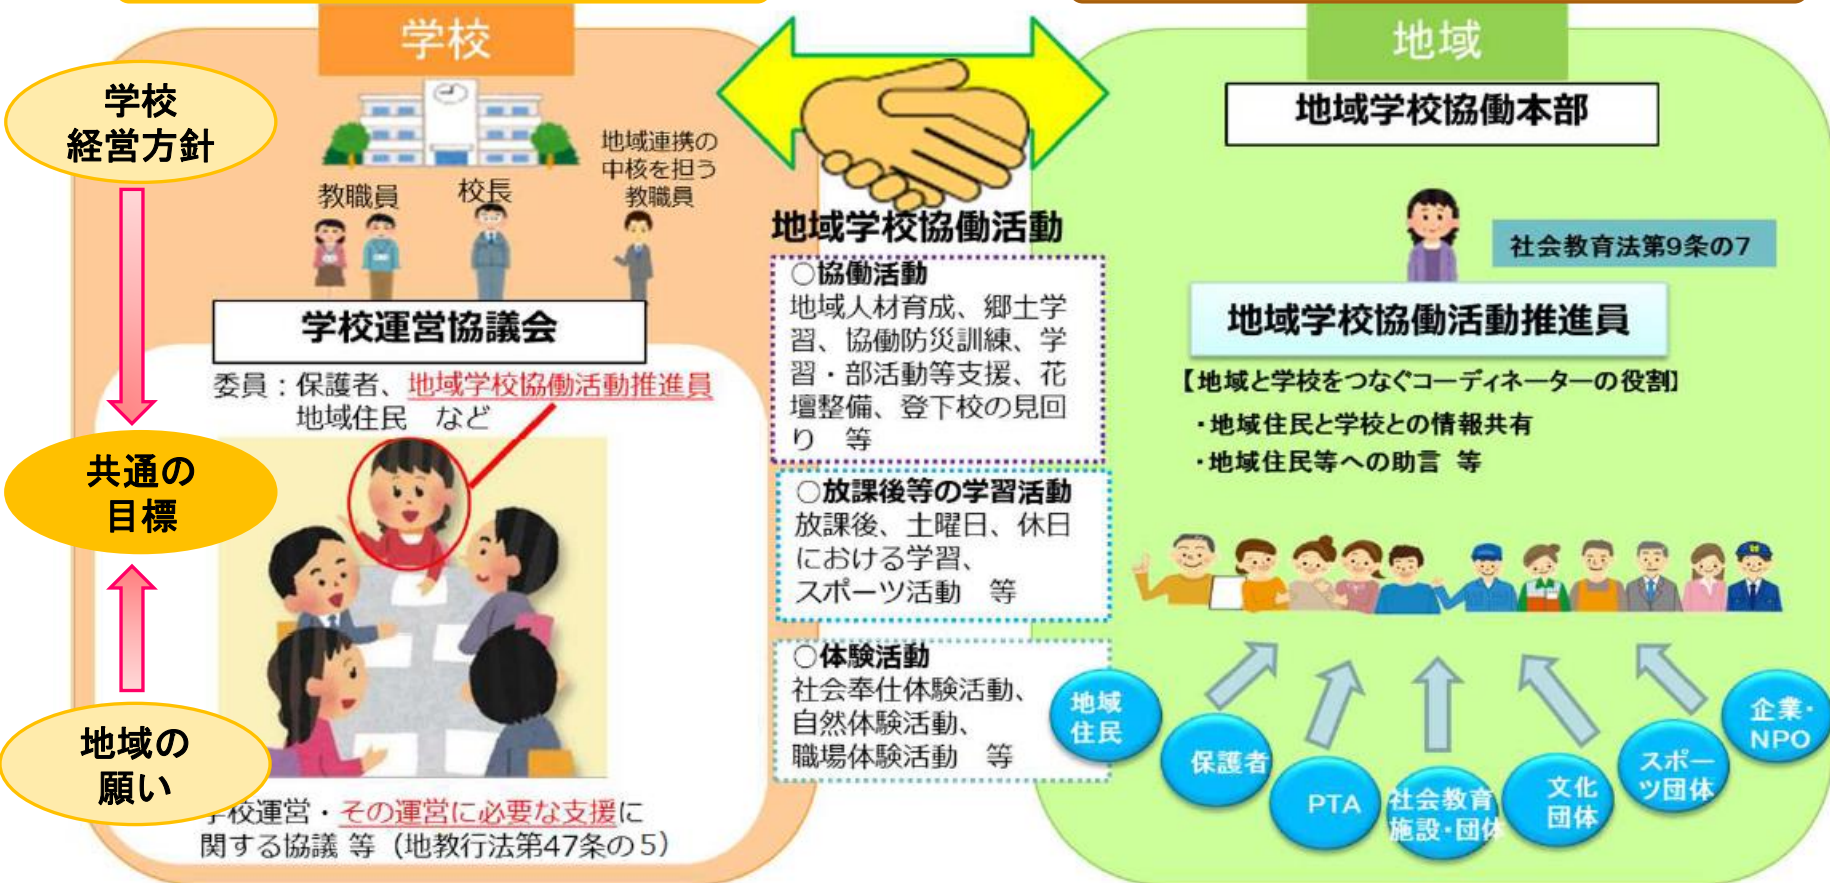 学校
地域
学校
経営方針
共通の
目標
地域の
願い
教職員
校長
地域連携の
中核を担う
教職員
学校運営協議会
委員：保護者、地域学校協働活動推進員
地域住民　など
学校運営・その運営に必要な支援に
関する協議 等（地教行法第47条の5）
地域学校協働活動
○協働活動
地域人材育成、郷土学
習、協働防災訓練、学
習・部活動等支援、花
壇整備、登下校の見回
り　等
○放課後等の学習活動
放課後、土曜日、休日
における学習、
スポーツ活動　等
○体験活動
社会奉仕体験活動、
自然体験活動、
職場体験活動　等
地域学校協働本部
社会教育法第9条の7
地域学校協働活動推進員
【地域と学校をつなぐコーディネーターの役割】
・地域住民と学校との情報共有
・地域住民等への助言 等
地域
住民
保護者
PTA
社会教育
施設・団体
文化
団体
スポー
ツ団体
企業・
NPO